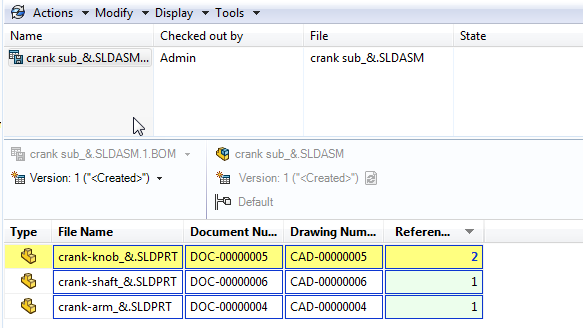 Actions Modify Display Tools
Name Checked out by File State
crank sub_&.SLDASM... Admin crank sub_&.SLDASM
crank sub_&.SLDASM.1.BOM crank sub_&.SLDASM
Version: 1 ("<Created>") Version: 1 ("<Created>")
Default
Type File Name Document Nu... Drawing Num... Referen...
crank-knob_&.SLDPRT DOC-00000005 CAD-00000005 2
crank-shaft_&.SLDPRT DOC-00000006 CAD-00000006 1
crank-arm_&.SLDPRT DOC-00000004 CAD-00000004 1